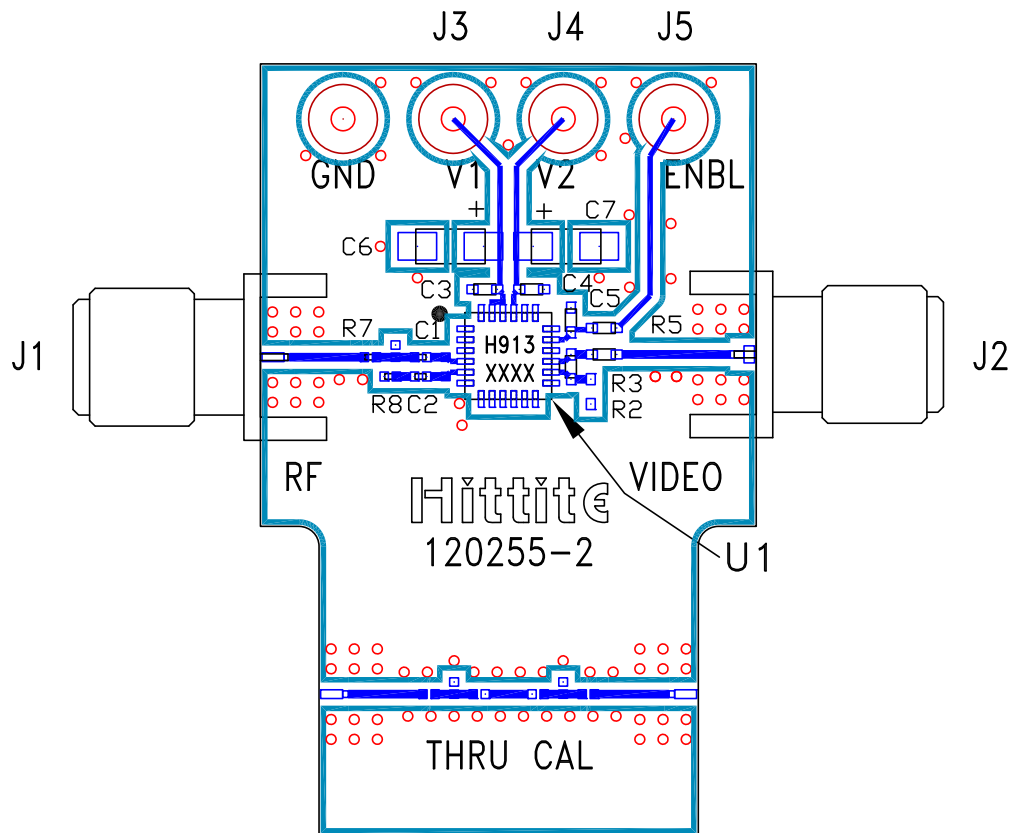 J3 J4 J5
GND V1 V2 ENBL
+ + C7
C6
C3 C4
C5
R7 C1 R5
H913
J1 J2
XXXX
R3
R8 C2 R2
RF VIDEO
Hittite
120255-2
U1
THRU CAL